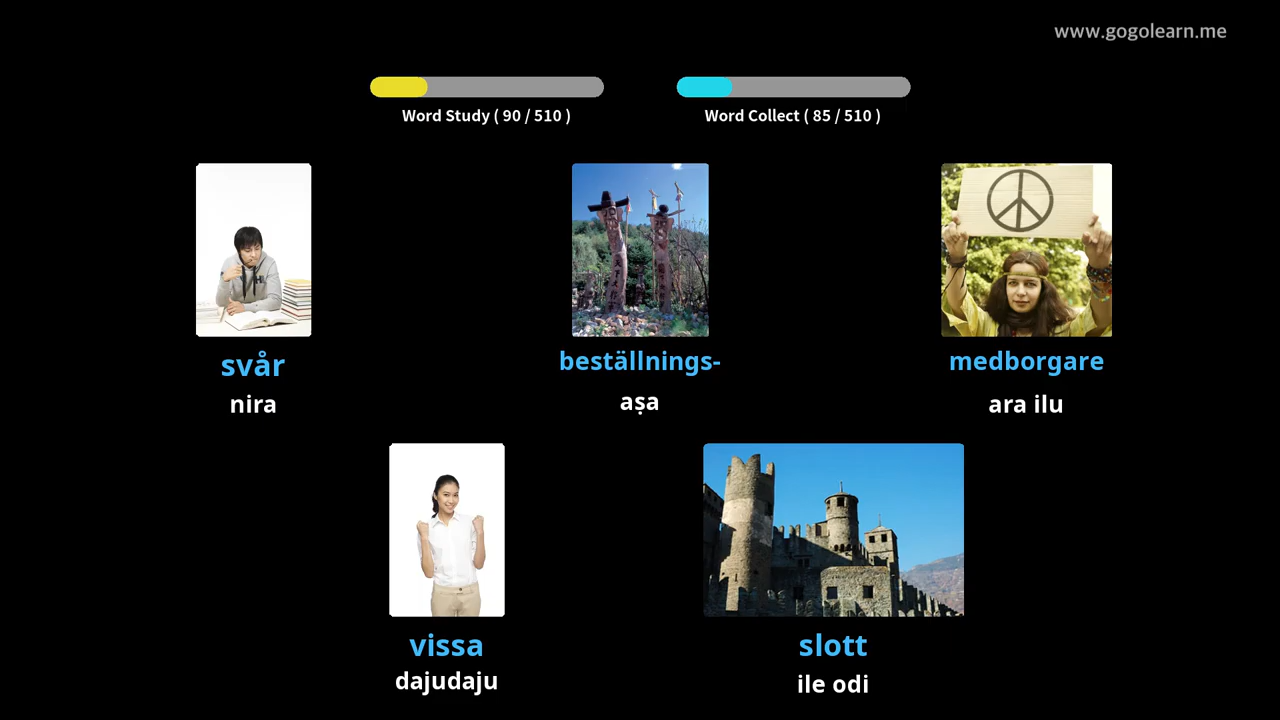 www.gogolearn.me
Word Study ( 90 / 510 )
Word Collect ( 85 / 510 )
svår
nira
beställnings-
aṣa
medborgare
ara ilu
vissa
dajudaju
slott
ile odi